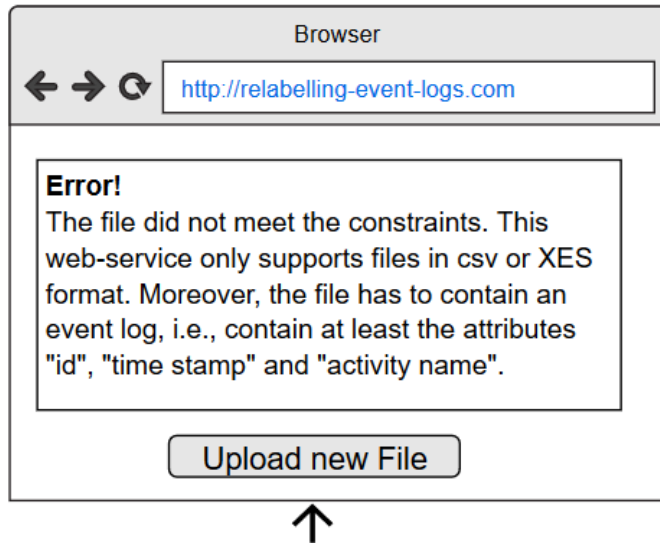 Browser
http://relabelling-event-logs.com
Error!
The file did not meet the constraints. This
web-service only supports files in csv or XES
format. Moreover, the file has to contain an
event log, i.e., contain at least the attributes
"id", "time stamp" and "activity name".
Upload new File